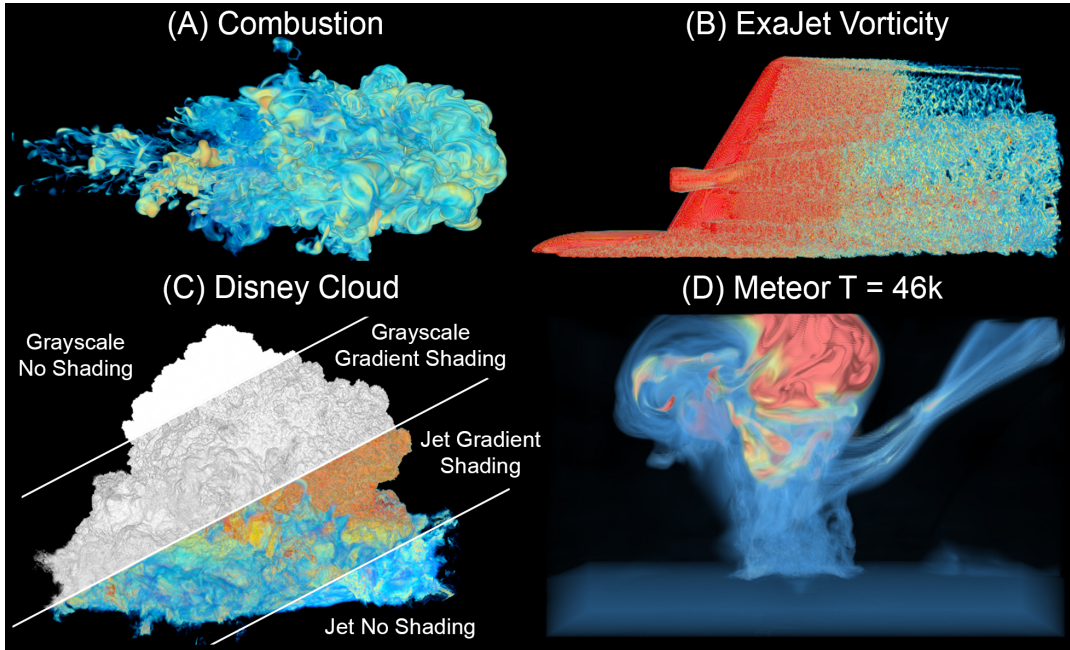 (A) Combustion
(B) ExaJet Vorticity
(C) Disney Cloud
Grayscale
No Shading
Grayscale
Gradient Shading
Jet Gradient
Shading
Jet No Shading
(D) Meteor T = 46k